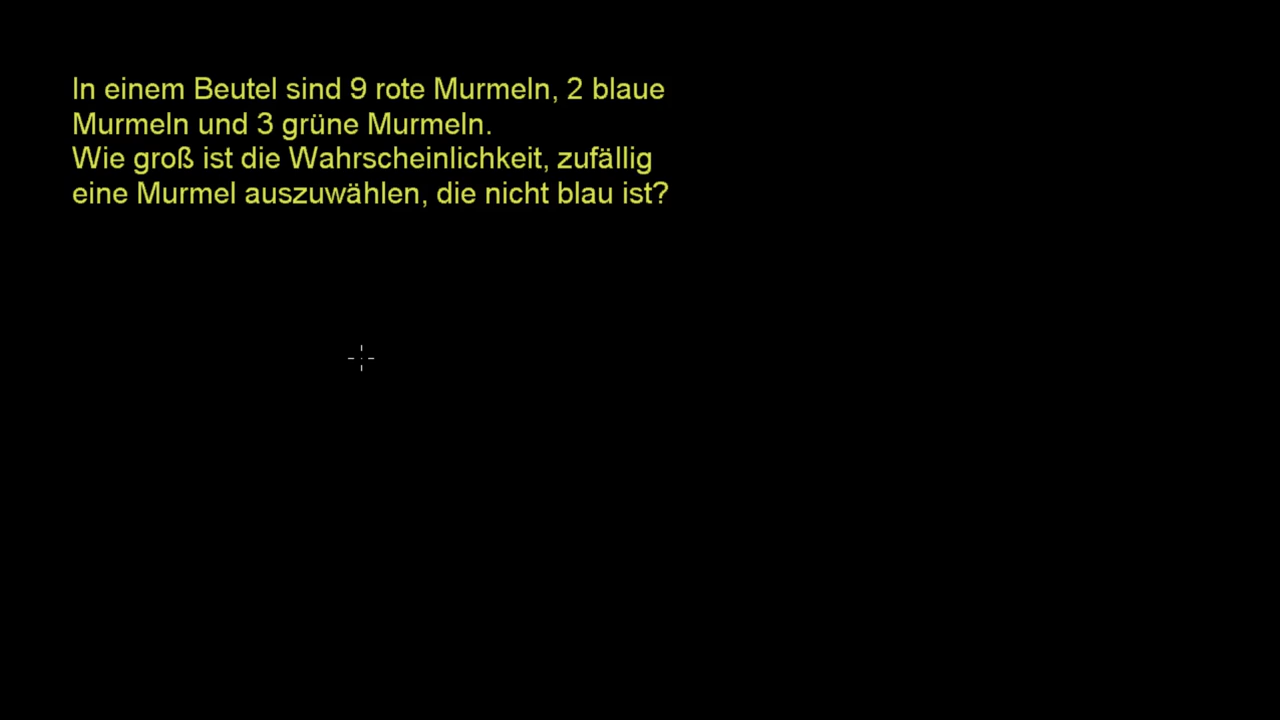 In einem Beutel sind 9 rote Murmeln, 2 blaue
Murmeln und 3 grüne Murmeln.
Wie groß ist die Wahrscheinlichkeit, zufällig
eine Murmel auszuwählen, die nicht blau ist?